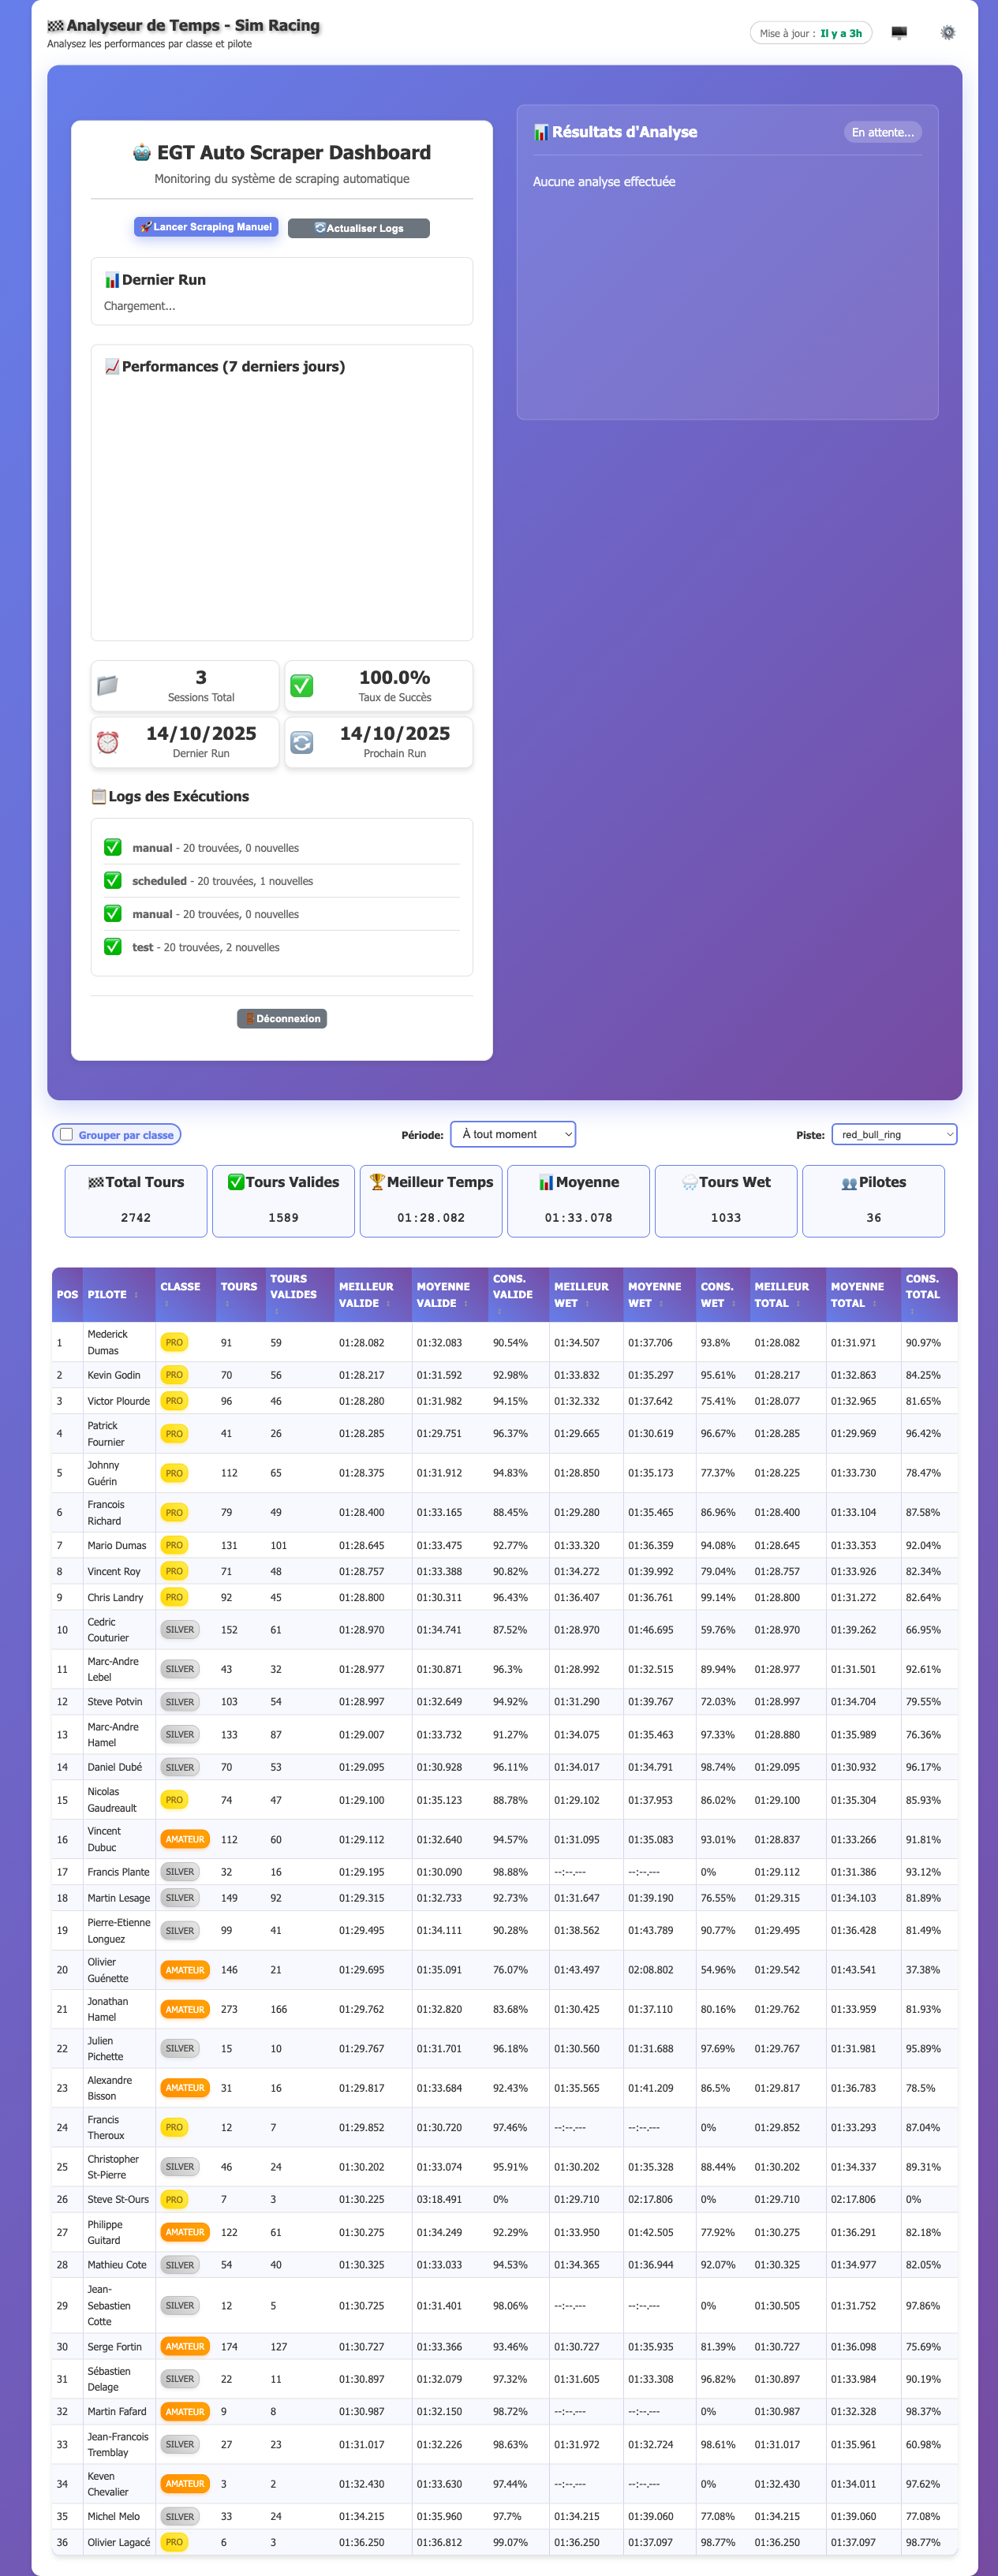 Analyseur de Temps - Sim Racing
Analysez les performances par classe et pilote
Mise à jour : Il y a 3h
EGT Auto Scraper Dashboard
Monitoring du système de scraping automatique
Lancer Scraping Manuel
Actualiser Logs
Dernier Run
Chargement...
Performances (7 derniers jours)
3
Sessions Total
100.0%
Taux de Succès
14/10/2025
Dernier Run
14/10/2025
Prochain Run
Logs des Exécutions
manual - 20 trouvées, 0 nouvelles
scheduled - 20 trouvées, 1 nouvelles
manual - 20 trouvées, 0 nouvelles
test - 20 trouvées, 2 nouvelles
Déconnexion
Résultats d'Analyse
En attente...
Aucune analyse effectuée
Grouper par classe
Période: À tout moment
Piste: red_bull_ring
Total Tours
2742
Tours Valides
1589
Meilleur Temps
01:28.082
Moyenne
01:33.078
Tours Wet
1033
Pilotes
36
POS PILOTE CLASSE TOURS TOURS VALIDES MEILLEUR VALIDE MOYENNE VALIDE CONS. VALIDE MEILLEUR WET MOYENNE WET CONS. WET MEILLEUR TOTAL MOYENNE TOTAL CONS. TOTAL
1 Mederick Dumas PRO 91 59 01:28.082 01:32.083 90.54% 01:34.507 01:37.706 93.8% 01:28.082 01:31.971 90.97%
2 Kevin Godin PRO 70 56 01:28.217 01:31.592 92.98% 01:33.832 01:35.297 95.61% 01:28.217 01:32.863 84.25%
3 Victor Plourde PRO 96 46 01:28.280 01:31.982 94.15% 01:32.332 01:37.642 75.41% 01:28.077 01:32.965 81.65%
4 Patrick Fournier PRO 41 26 01:28.285 01:29.751 96.37% 01:29.665 01:30.619 96.67% 01:28.285 01:29.969 96.42%
5 Johnny Guérin PRO 112 65 01:28.375 01:31.912 94.83% 01:28.850 01:35.173 77.37% 01:28.225 01:33.730 78.47%
6 Francois Richard PRO 79 49 01:28.400 01:33.165 88.45% 01:29.280 01:35.465 86.96% 01:28.400 01:33.104 87.58%
7 Mario Dumas PRO 131 101 01:28.645 01:33.475 92.77% 01:33.320 01:36.359 94.08% 01:28.645 01:33.353 92.04%
8 Vincent Roy PRO 71 48 01:28.757 01:33.388 90.82% 01:34.272 01:39.992 79.04% 01:28.757 01:33.926 82.34%
9 Chris Landry PRO 92 45 01:28.800 01:30.311 96.43% 01:36.407 01:36.761 99.14% 01:28.800 01:31.272 82.64%
10 Cedric Couturier SILVER 152 61 01:28.970 01:34.741 87.52% 01:28.970 01:46.695 59.76% 01:28.970 01:39.262 66.95%
11 Marc-Andre Lebel SILVER 43 32 01:28.977 01:30.871 96.3% 01:28.992 01:32.515 89.94% 01:28.977 01:31.501 92.61%
12 Steve Potvin SILVER 103 54 01:28.997 01:32.649 94.92% 01:31.290 01:39.767 72.03% 01:28.997 01:34.704 79.55%
13 Marc-Andre Hamel SILVER 133 87 01:29.007 01:33.732 91.27% 01:34.075 01:35.463 97.33% 01:28.880 01:35.989 76.36%
14 Daniel Dubé SILVER 70 53 01:29.095 01:30.928 96.11% 01:34.017 01:34.791 98.74% 01:29.095 01:30.932 96.17%
15 Nicolas Gaudreault PRO 74 47 01:29.100 01:35.123 88.78% 01:29.102 01:37.953 86.02% 01:29.100 01:35.304 85.93%
16 Vincent Dubuc AMATEUR 112 60 01:29.112 01:32.640 94.57% 01:31.095 01:35.083 93.01% 01:28.837 01:33.266 91.81%
17 Francis Plante SILVER 32 16 01:29.195 01:30.090 98.88% --:--.--- --:--.--- 0% 01:29.112 01:31.386 93.12%
18 Martin Lesage SILVER 149 92 01:29.315 01:32.733 92.73% 01:31.647 01:39.190 76.55% 01:29.315 01:34.103 81.89%
19 Pierre-Etienne Longuez SILVER 99 41 01:29.495 01:34.111 90.28% 01:38.562 01:43.789 90.77% 01:29.495 01:36.428 81.49%
20 Olivier Guénette AMATEUR 146 21 01:29.695 01:35.091 76.07% 01:43.497 02:08.802 54.96% 01:29.542 01:43.541 37.38%
21 Jonathan Hamel AMATEUR 273 166 01:29.762 01:32.820 83.68% 01:30.425 01:37.110 80.16% 01:29.762 01:33.959 81.93%
22 Julien Pichette SILVER 15 10 01:29.767 01:31.701 96.18% 01:30.560 01:31.688 97.69% 01:29.767 01:31.981 95.89%
23 Alexandre Bisson AMATEUR 31 16 01:29.817 01:33.684 92.43% 01:35.565 01:41.209 86.5% 01:29.817 01:36.783 78.5%
24 Francis Theroux PRO 12 7 01:29.852 01:30.720 97.46% --:--.--- --:--.--- 0% 01:29.852 01:33.293 87.04%
25 Christopher St-Pierre SILVER 46 24 01:30.202 01:33.074 95.91% 01:30.202 01:35.328 88.44% 01:30.202 01:34.337 89.31%
26 Steve St-Ours PRO 7 3 01:30.225 03:18.491 0% 01:29.710 02:17.806 0% 01:29.710 02:17.806 0%
27 Philippe Guitard AMATEUR 122 61 01:30.275 01:34.249 92.29% 01:33.950 01:42.505 77.92% 01:30.275 01:36.291 82.18%
28 Mathieu Cote SILVER 54 40 01:30.325 01:33.033 94.53% 01:34.365 01:36.944 92.07% 01:30.325 01:34.977 82.05%
29 Jean-Sebastien Cotte SILVER 12 5 01:30.725 01:31.401 98.06% --:--.--- --:--.--- 0% 01:30.505 01:31.752 97.86%
30 Serge Fortin AMATEUR 174 127 01:30.727 01:33.366 93.46% 01:30.727 01:35.935 81.39% 01:30.727 01:36.098 75.69%
31 Sébastien Delage SILVER 22 11 01:30.897 01:32.079 97.32% 01:31.605 01:33.308 96.82% 01:30.897 01:33.984 90.19%
32 Martin Fafard AMATEUR 9 8 01:30.987 01:32.150 98.72% --:--.--- --:--.--- 0% 01:30.987 01:32.328 98.37%
33 Jean-Francois Tremblay SILVER 27 23 01:31.017 01:32.226 98.63% 01:31.972 01:32.724 98.61% 01:31.017 01:35.961 60.98%
34 Keven Chevalier AMATEUR 3 2 01:32.430 01:33.630 97.44% --:--.--- --:--.--- 0% 01:32.430 01:34.011 97.62%
35 Michel Melo SILVER 33 24 01:34.215 01:35.960 97.7% 01:34.215 01:39.060 77.08% 01:34.215 01:39.060 77.08%
36 Olivier Lagacé PRO 6 3 01:36.250 01:36.812 99.07% 01:36.250 01:37.097 98.77% 01:36.250 01:37.097 98.77%